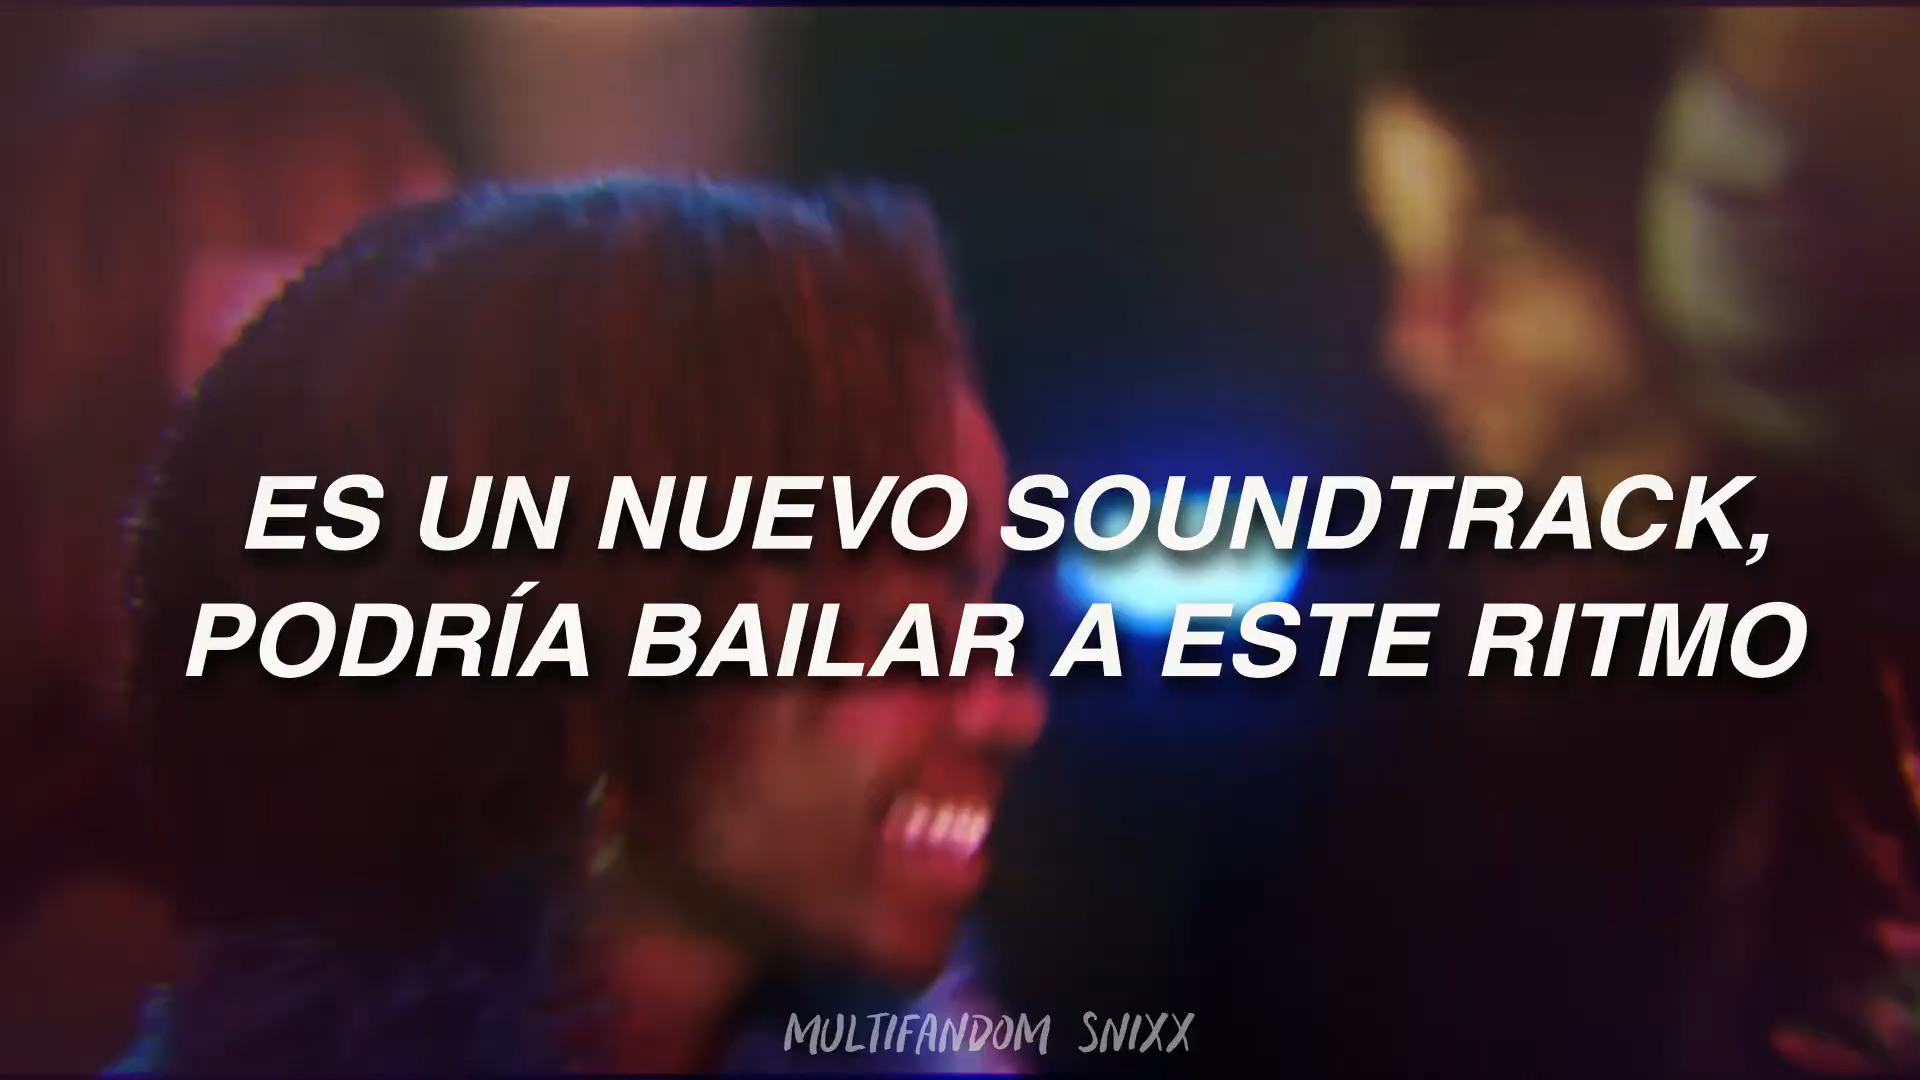 ES UN NUEVO SOUNDTRACK,
PODRÍA BAILAR A ESTE RITMO
MULTIFANDOM SNIXX